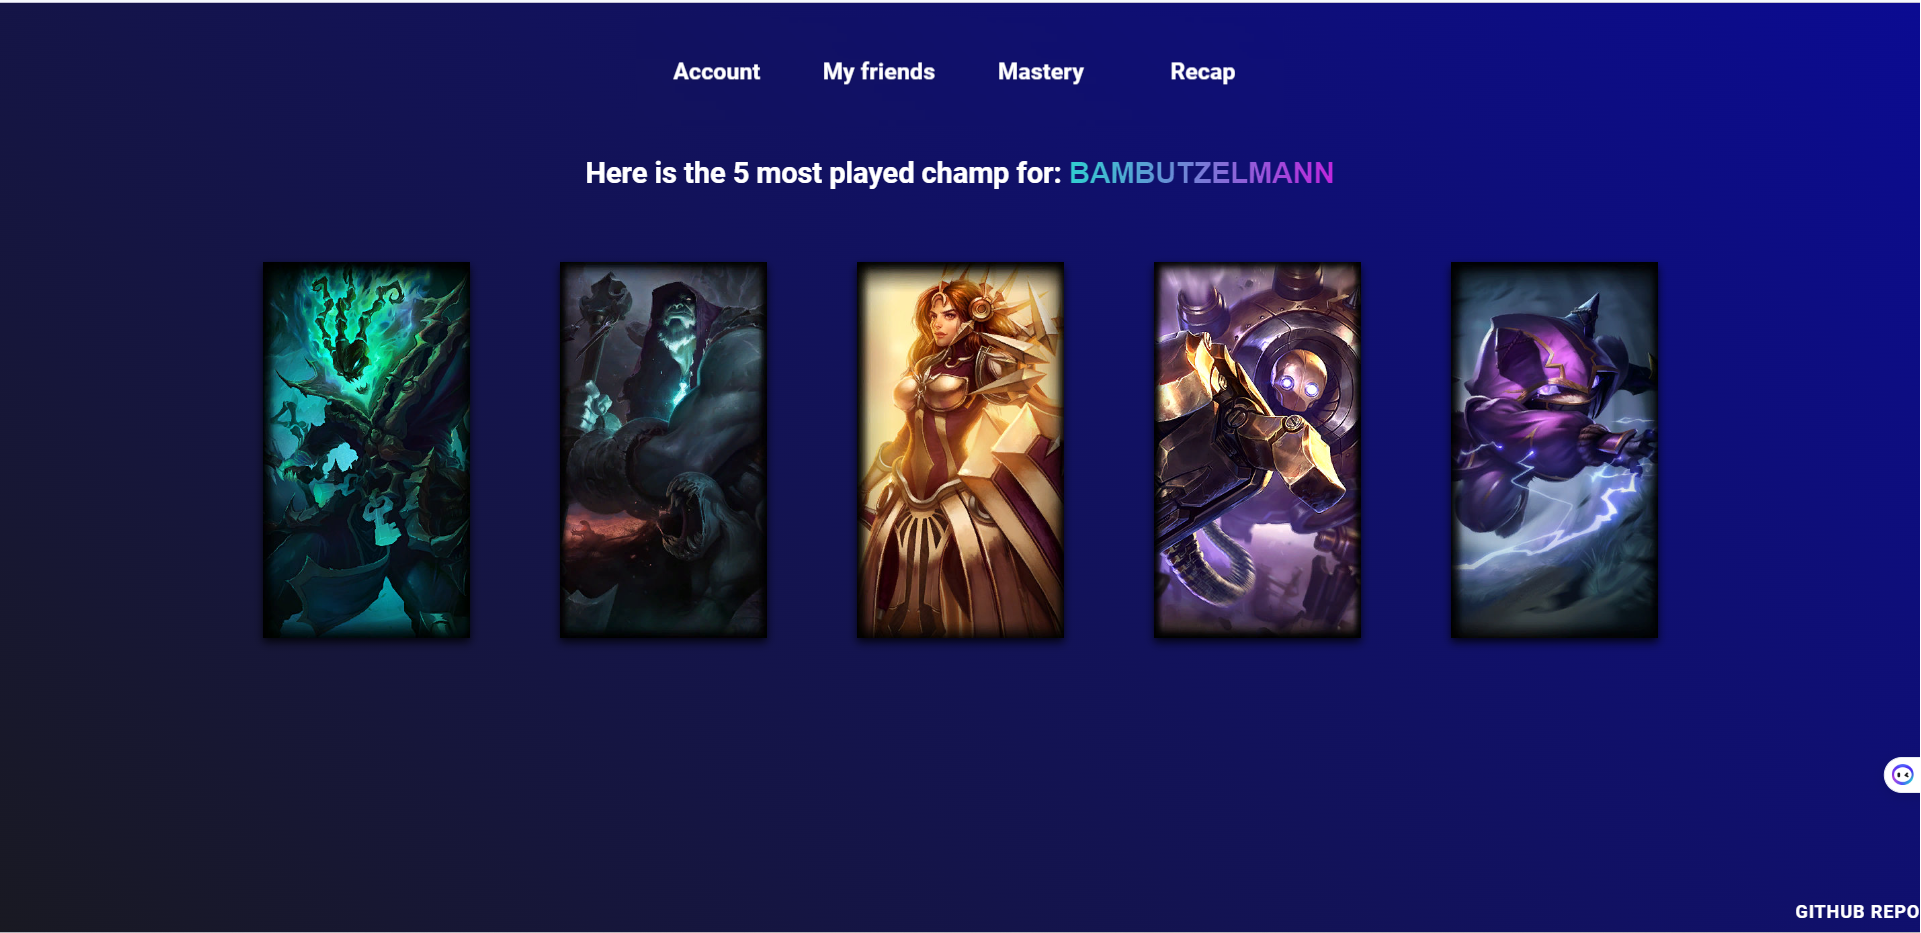 Account My friends Mastery Recap
Here is the 5 most played champ for: BAMBUTZELMANN
GITHUB REPO